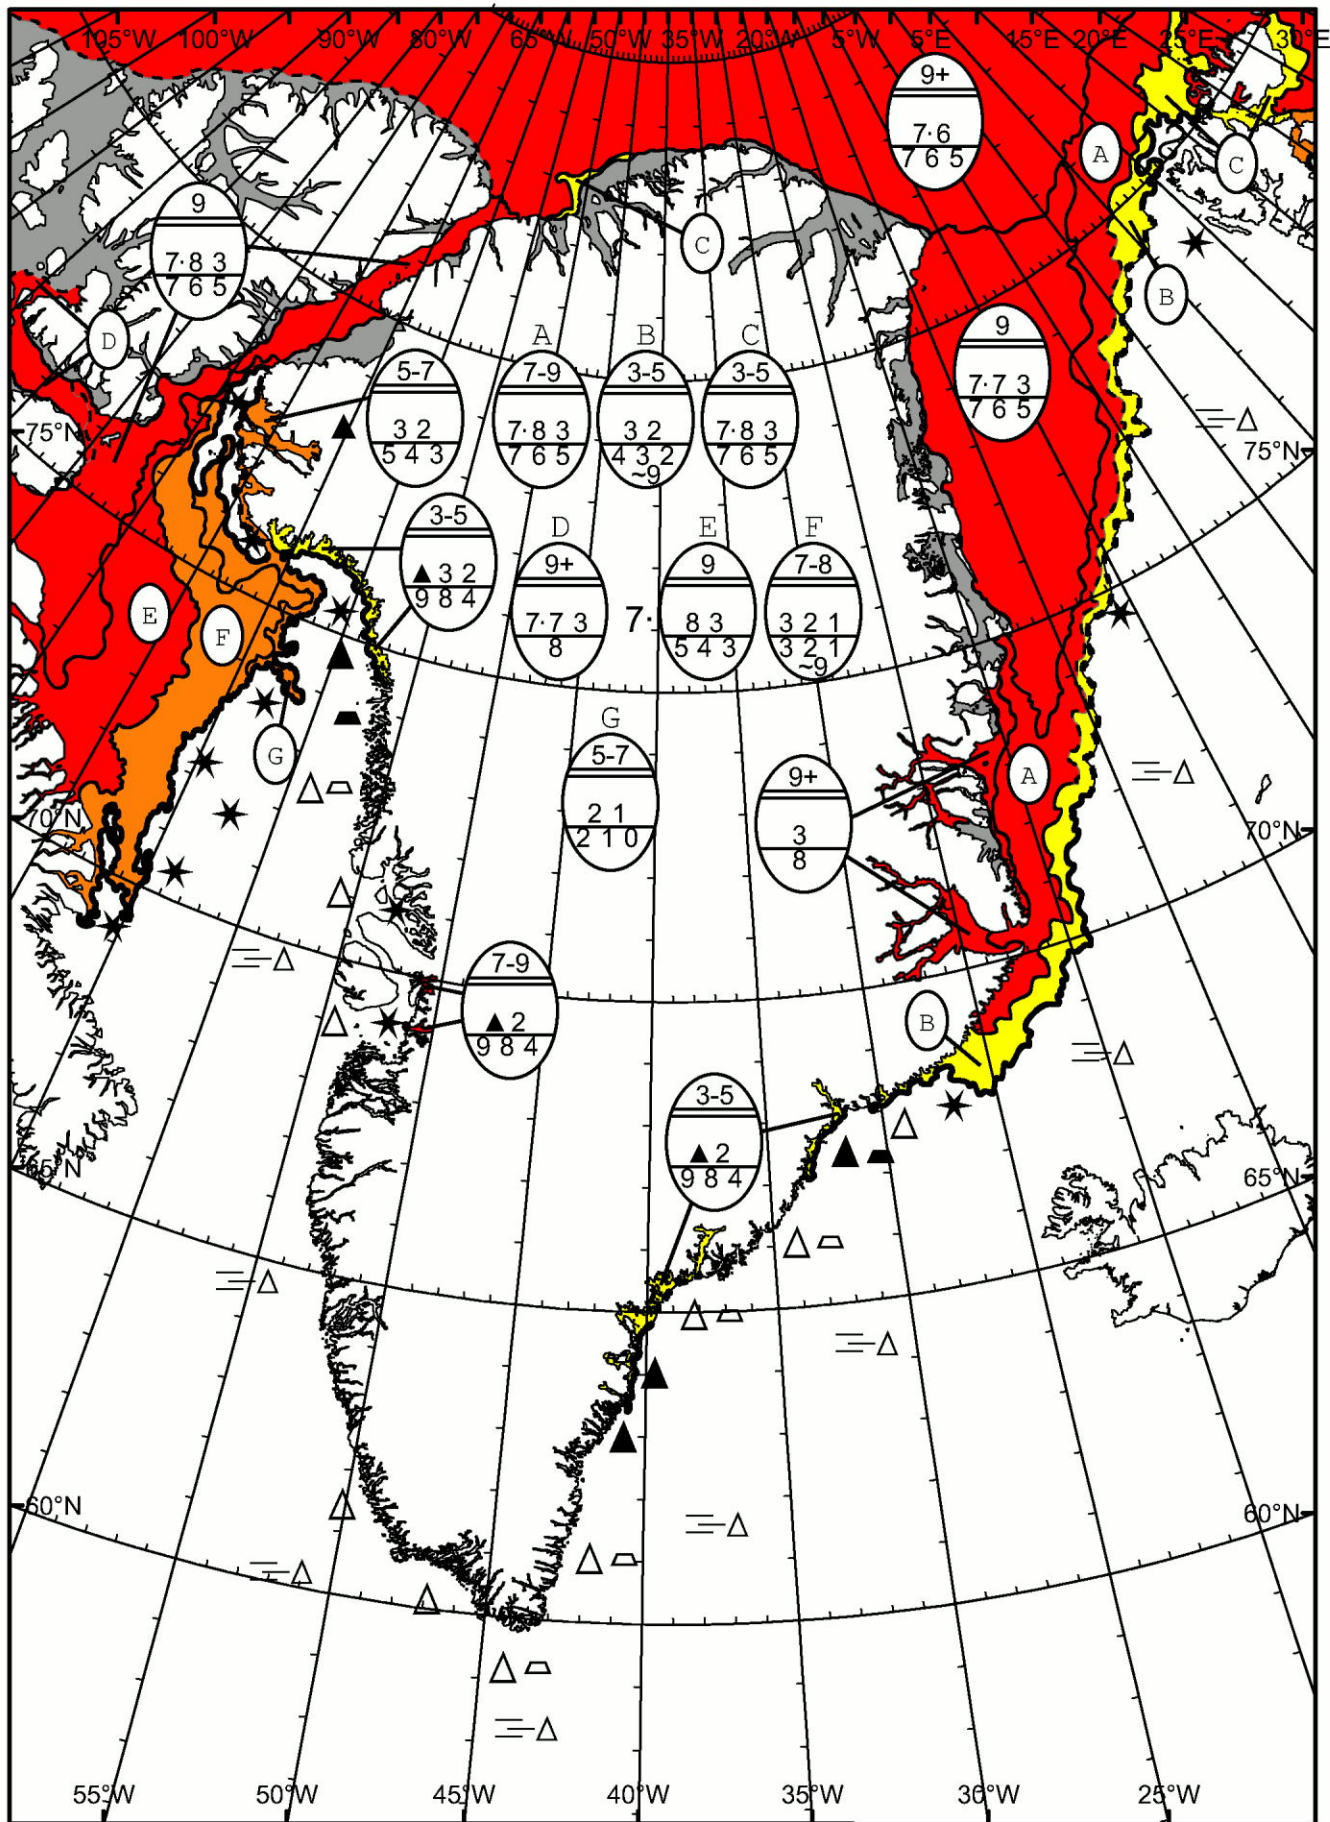 105°W 100°W 90°W 80°W 65°W 50°W 35°W 20°W 5°W 5°E 15°E 20°E 25°E 30°E
9+
7·6
7 6 5
A
C
9
7·8 3
7 6 5
C
B
D
9
7·7 3
7 6 5
A B C
5-7
3 2
5 4 3
7-9
7·8 3
7 6 5
3-5
3 2
4 3 2
~9
3-5
7·8 3
7 6 5
75°N
75°N
3-5
▲ 3 2
9 8 4
D E F
9+
7·7 3
8
7·
9
8 3
5 4 3
7-8
3 2 1
3 2 1
~9
E
F
G
G
5-7
2 1
2 1 0
9+
3
8
A
70°N
70°N
7-9
▲ 2
9 8 4
B
3-5
▲ 2
9 8 4
65°N
65°N
60°N
60°N
55°W 50°W 45°W 40°W 35°W 30°W 25°W